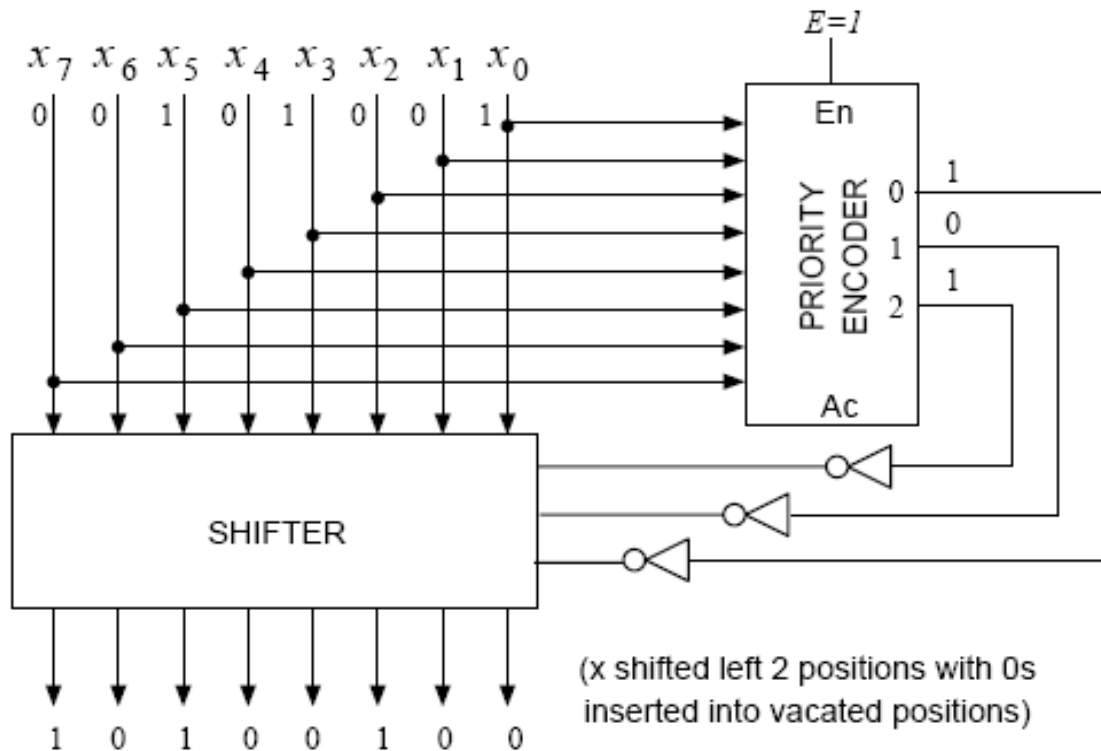 E=1
x7 x6 x5 x4 x3 x2 x1 x0
0 0 1 0 1 0 0 1
En
PRIORITY
ENCODER
0 1
1 0
2 1
Ac
SHIFTER
(x shifted left 2 positions with 0s
inserted into vacated positions)
1 0 1 0 0 1 0 0